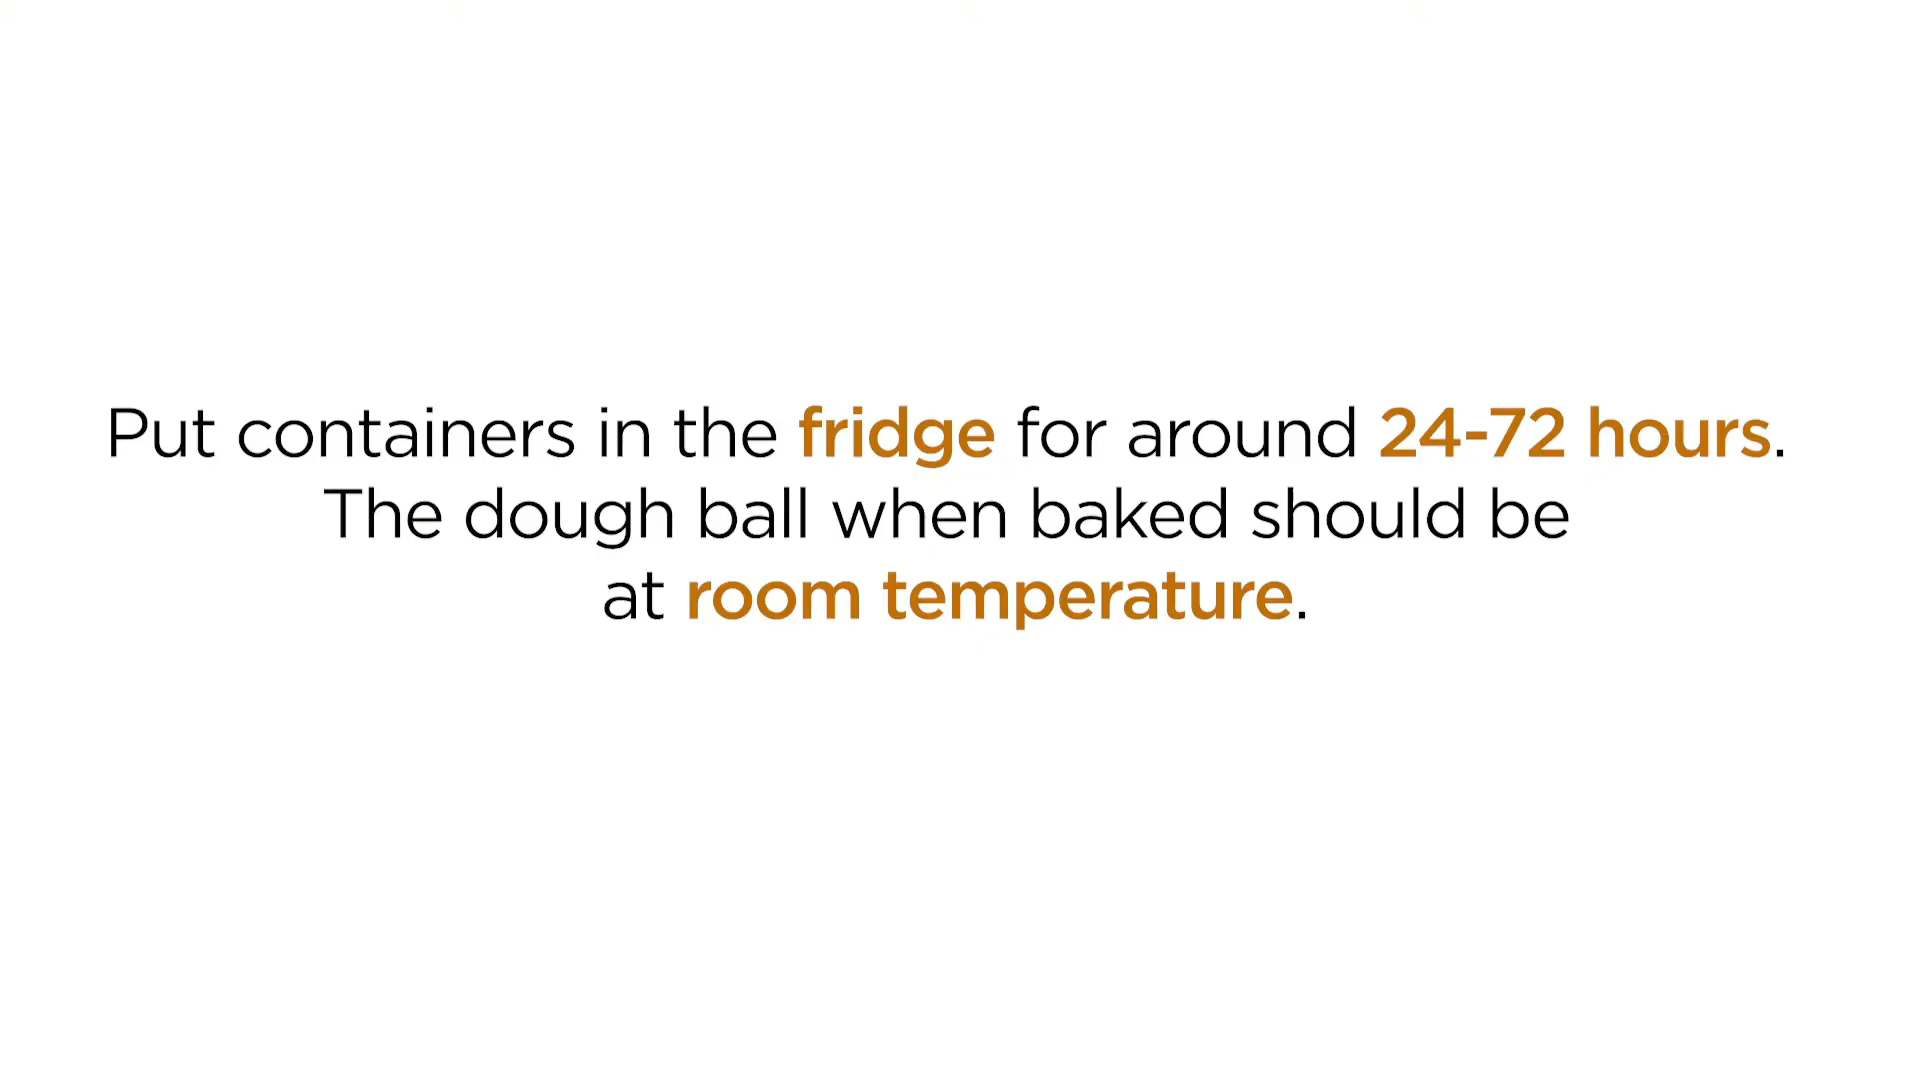 Put containers in the fridge for around 24-72 hours.
The dough ball when baked should be
at room temperature.